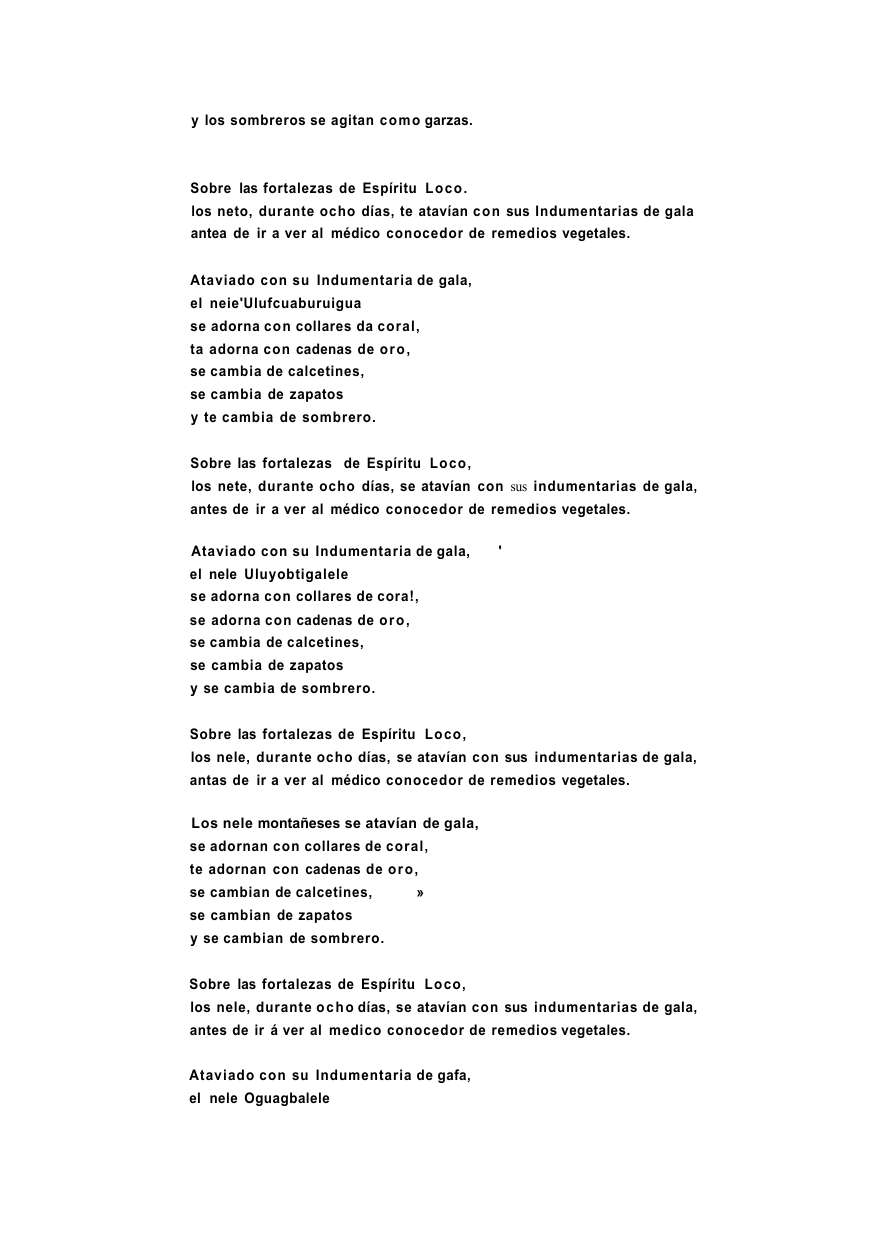 y los sombreros se agitan como garzas.
Sobre las fortalezas de Espíritu Loco.
los neto, durante ocho días, te atavían con sus Indumentarias de gala
antea de ir a ver al médico conocedor de remedios vegetales.
Ataviado con su Indumentaria de gala,
el neie'Ulufcuaburuigua
se adorna con collares da coral,
ta adorna con cadenas de oro,
se cambia de calcetines,
se cambia de zapatos
y te cambia de sombrero.
Sobre las fortalezas de Espíritu Loco,
los nete, durante ocho días, se atavían con sus indumentarias de gala,
antes de ir a ver al médico conocedor de remedios vegetales.
Ataviado con su Indumentaria de gala, '
el nele Uluyobtigalele
se adorna con collares de cora!,
se adorna con cadenas de oro,
se cambia de calcetines,
se cambia de zapatos
y se cambia de sombrero.
Sobre las fortalezas de Espíritu Loco,
los nele, durante ocho días, se atavían con sus indumentarias de gala,
antas de ir a ver al médico conocedor de remedios vegetales.
Los nele montañeses se atavían de gala,
se adornan con collares de coral,
te adornan con cadenas de oro,
se cambian de calcetines, »
se cambian de zapatos
y se cambian de sombrero.
Sobre las fortalezas de Espíritu Loco,
los nele, durante ocho días, se atavían con sus indumentarias de gala,
antes de ir á ver al medico conocedor de remedios vegetales.
Ataviado con su Indumentaria de gafa,
el nele Oguagbalele